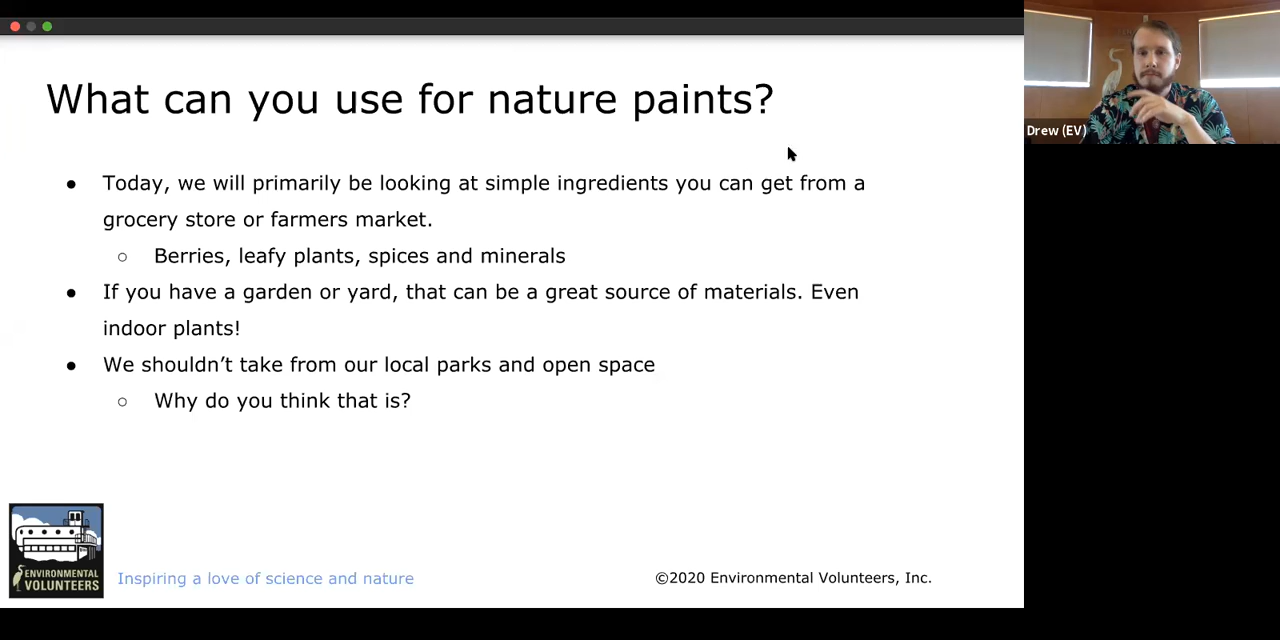 What can you use for nature paints?
● Today, we will primarily be looking at simple ingredients you can get from a
grocery store or farmers market.
○ Berries, leafy plants, spices and minerals
● If you have a garden or yard, that can be a great source of materials. Even
indoor plants!
● We shouldn’t take from our local parks and open space
○ Why do you think that is?
ENVIRONMENTAL
VOLUNTEERS
Inspiring a love of science and nature
©2020 Environmental Volunteers, Inc.
Drew (EV)